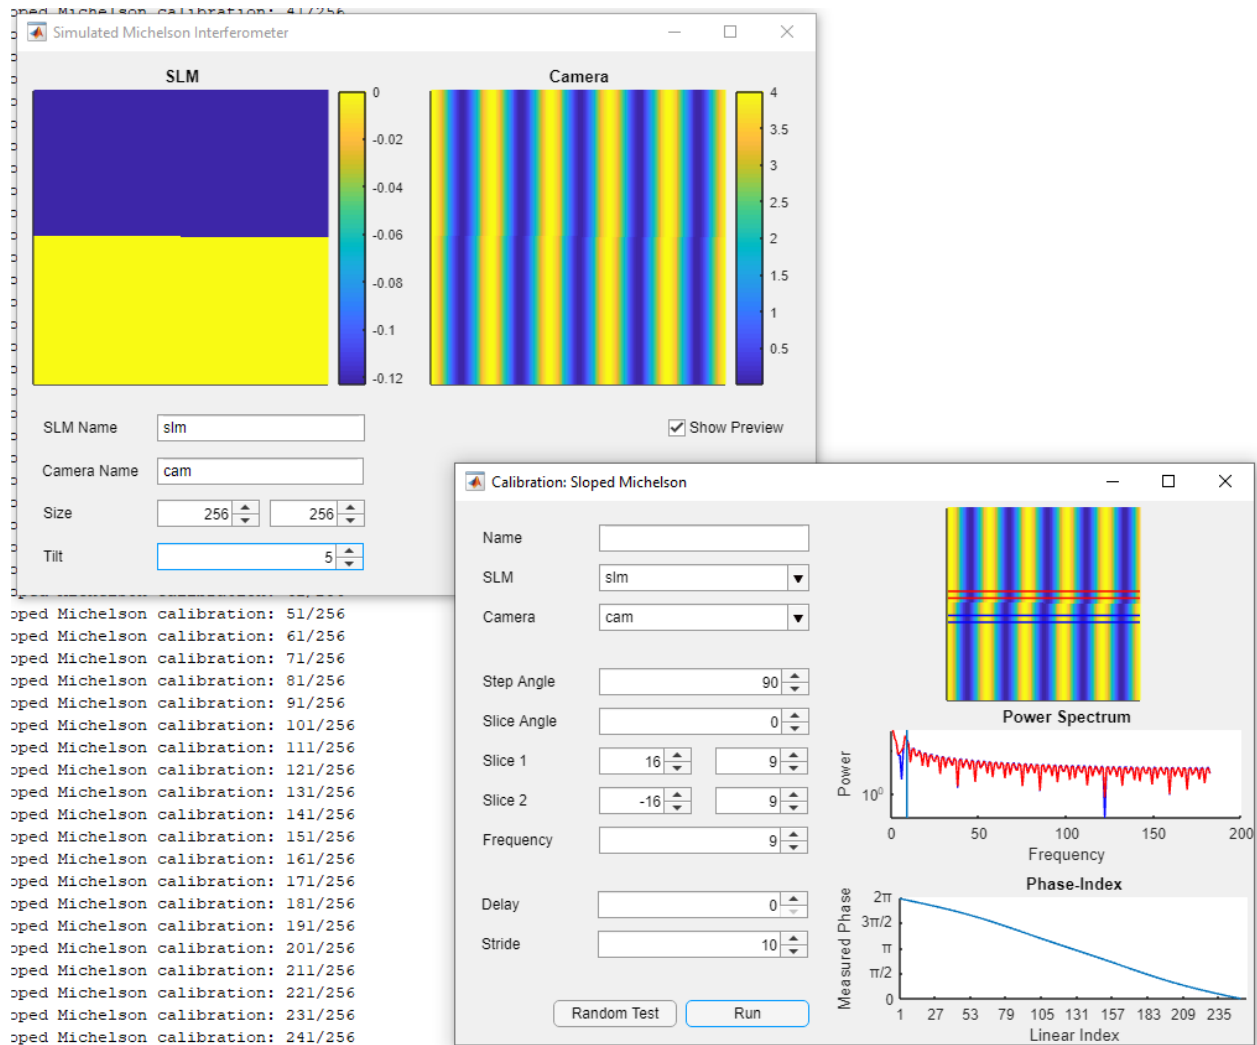 oped Michelson calibration: 41/256
Simulated Michelson Interferometer
SLM
Camera
0
-0.02
-0.04
-0.06
-0.08
-0.1
-0.12
4
3.5
3
2.5
2
1.5
1
0.5
SLM Name
slm
Show Preview
Camera Name
cam
Size
256
256
Tilt
5
oped Michelson calibration: 51/256
oped Michelson calibration: 61/256
oped Michelson calibration: 71/256
oped Michelson calibration: 81/256
oped Michelson calibration: 91/256
oped Michelson calibration: 101/256
oped Michelson calibration: 111/256
oped Michelson calibration: 121/256
oped Michelson calibration: 131/256
oped Michelson calibration: 141/256
oped Michelson calibration: 151/256
oped Michelson calibration: 161/256
oped Michelson calibration: 171/256
oped Michelson calibration: 181/256
oped Michelson calibration: 191/256
oped Michelson calibration: 201/256
oped Michelson calibration: 211/256
oped Michelson calibration: 221/256
oped Michelson calibration: 231/256
oped Michelson calibration: 241/256
Calibration: Sloped Michelson
Name
SLM
slm
Camera
cam
Step Angle
90
Slice Angle
0
Slice 1
16
9
Slice 2
-16
9
Frequency
9
Delay
0
Stride
10
Random Test
Run
Power Spectrum
Power
10⁰
0 50 100 150 200
Frequency
Phase-Index
Measured Phase
2π
3π/2
π
π/2
0
1 27 53 79 105 131 157 183 209 235
Linear Index